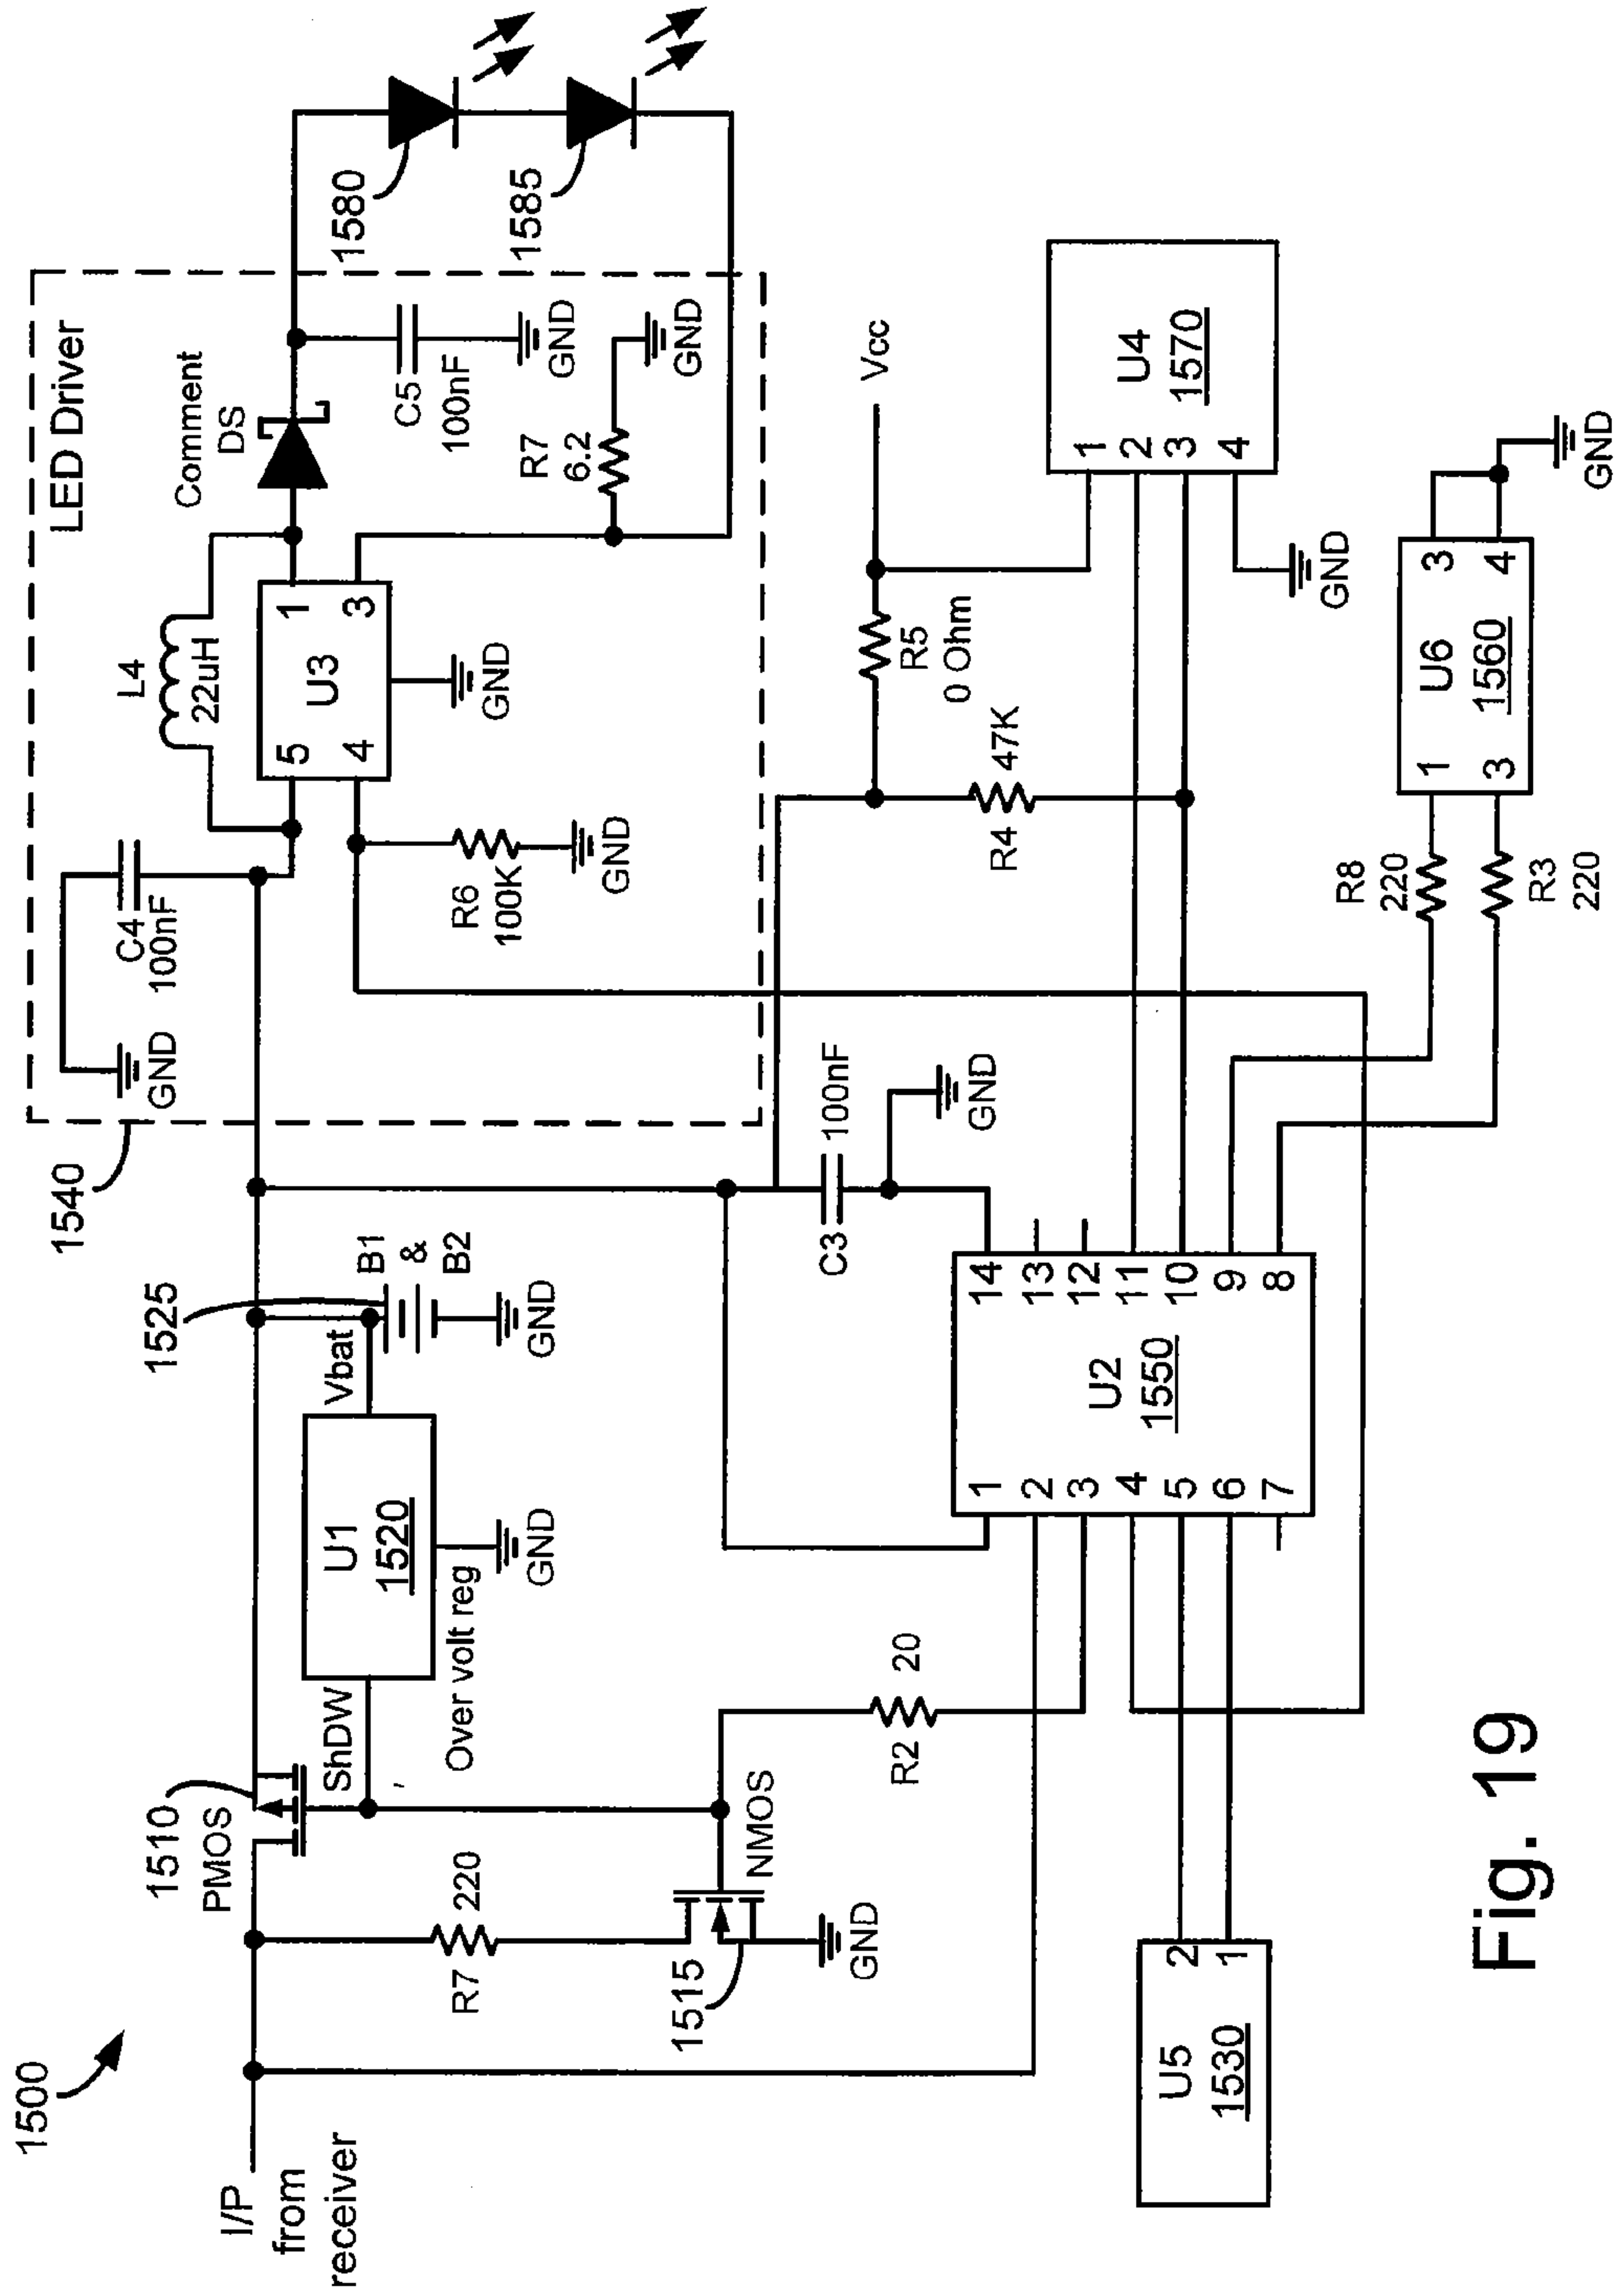 1500
I/P
from
receiver
1510
PMOS
R7 220
1515
NMOS
GND
ShDW
U1
1520
Over volt reg
GND
Vbat
1525
B1
&
B2
GND
R2 20
U5
1530
2
1
U2
1550
1
2
3
4
5
6
7
14
13
12
11
10
9
8
C3 100nF
GND
1540
LED Driver
GND
C4
100nF
L4
22uH
U3
5
4
1
3
GND
R6
100K
GND
Comment
DS
C5
100nF
GND
R7
6.2
GND
1580
1585
Vcc
R5
0 Ohm
R4 47K
U4
1570
1
2
3
4
GND
R8
220
R3
220
U6
1560
1
3
3
4
GND
Fig. 19